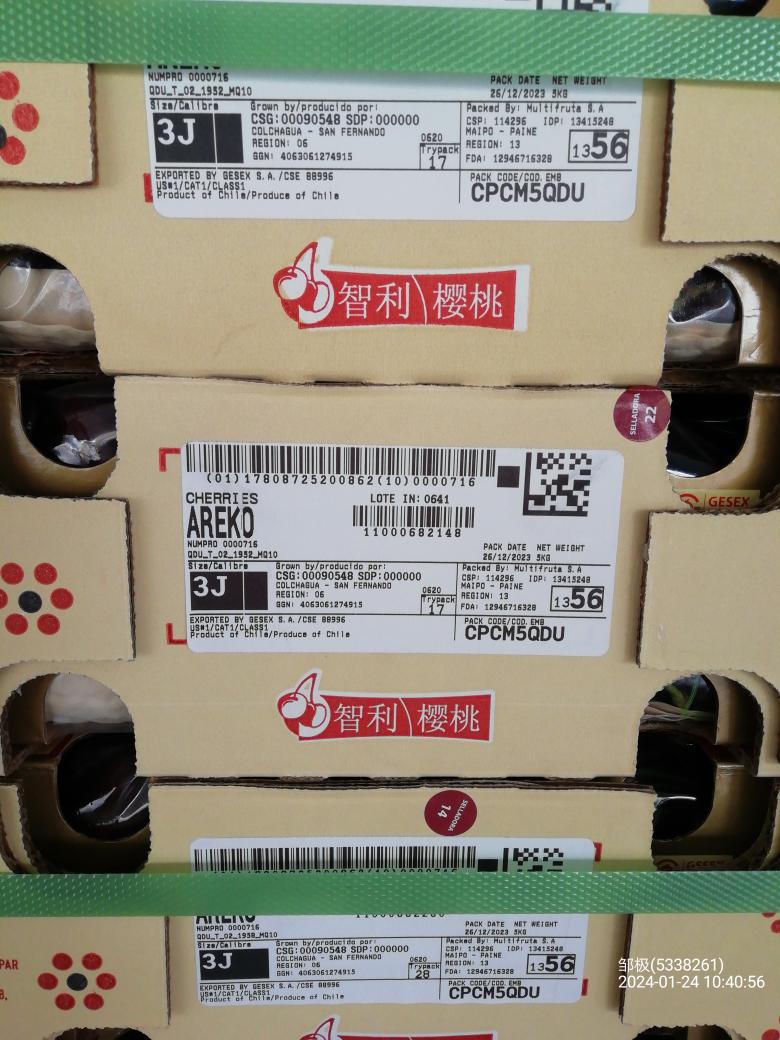 NUMPRO 0000716
QDU_T_02_1952_MQ10
PACK DATE NET WEIGHT
26/12/2023 5KG
Size/Calibre
3J
Grown by/producido por:
CSG:00090548 SDP:000000
COLCHAGUA - SAN FERNANDO
REGION: 06
GGN: 4063061274915
0620
Trypack
17
Packed By: Multifruta S.A
CSP: 114296 IDP: 13415248
MAIPO - PAINE
REGION: 13
FDA: 12946716328
1356
EXPORTED BY GESEX S.A./CSE 88996
US#1/CAT1/CLASS1
Product of Chile/Produce of Chile
PACK CODE/COD.EMB
CPCM5QDU
智利 樱桃
SELLADORA
22
(01)17808725200862(10)0000716
CHERRIES
AREKO
LOTE IN:0641
11000682148
GESEX
NUMPRO 0000716
QDU_T_02_1952_MQ10
PACK DATE NET WEIGHT
26/12/2023 5KG
Size/Calibre
3J
Grown by/producido por:
CSG:00090548 SDP:000000
COLCHAGUA - SAN FERNANDO
REGION: 06
GGN: 4063061274915
0620
Trypack
17
Packed By: Multifruta S.A
CSP: 114296 IDP: 13415248
MAIPO - PAINE
REGION: 13
FDA: 12946716328
1356
EXPORTED BY GESEX S.A./CSE 88996
US#1/CAT1/CLASS1
Product of Chile/Produce of Chile
PACK CODE/COD.EMB
CPCM5QDU
智利 樱桃
SELLADORA
14
AREKO
NUMPRO 0000716
QDU_T_02_1958_MQ10
PACK DATE NET WEIGHT
26/12/2023 5KG
Size/Calibre
3J
Grown by/producido por:
CSG:00090548 SDP:000000
COLCHAGUA - SAN FERNANDO
REGION: 06
GGN: 4063061274915
0620
Trypack
28
Packed By: Multifruta S.A
CSP: 114296 IDP: 13415248
MAIPO - PAINE
REGION: 13
FDA: 12946716328
1356
EXPORTED BY GESEX S.A./CSE 88996
US#1/CAT1/CLASS1
Product of Chile/Produce of Chile
PACK CODE/COD.EMB
CPCM5QDU
PAR
邹极(5338261)
2024-01-24 10:40:56